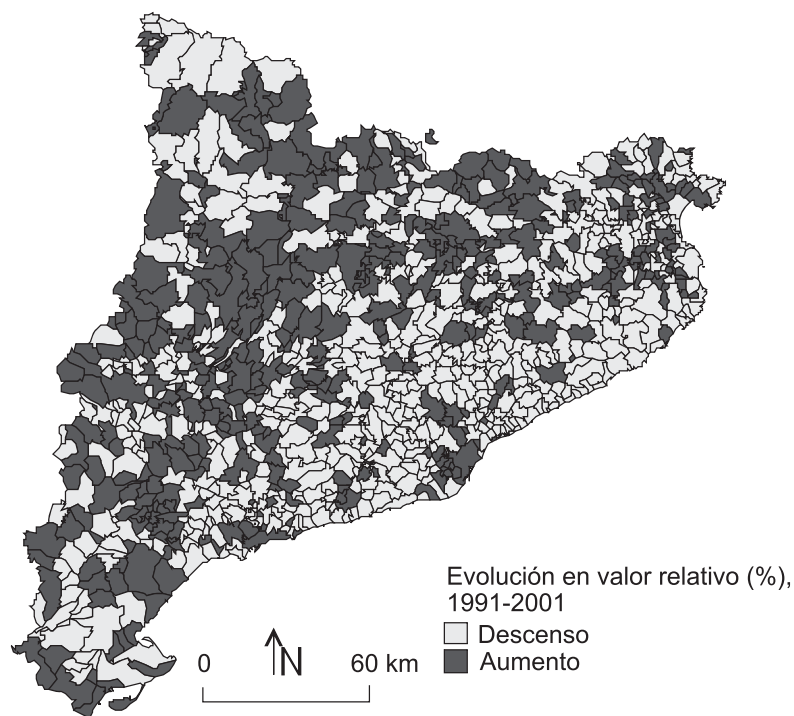 Evolución en valor relativo (%),
1991-2001
Descenso
Aumento
N
0 60 km